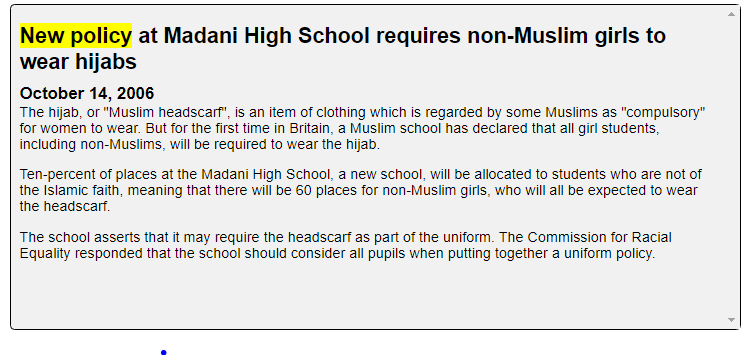 New policy at Madani High School requires non-Muslim girls to
wear hijabs
October 14, 2006
The hijab, or "Muslim headscarf", is an item of clothing which is regarded by some Muslims as "compulsory"
for women to wear. But for the first time in Britain, a Muslim school has declared that all girl students,
including non-Muslims, will be required to wear the hijab.
Ten-percent of places at the Madani High School, a new school, will be allocated to students who are not of
the Islamic faith, meaning that there will be 60 places for non-Muslim girls, who will all be expected to wear
the headscarf.
The school asserts that it may require the headscarf as part of the uniform. The Commission for Racial
Equality responded that the school should consider all pupils when putting together a uniform policy.